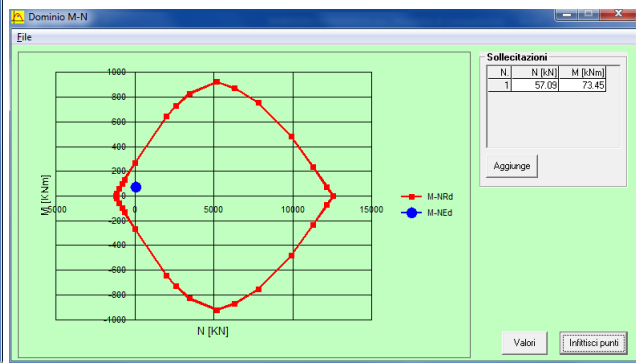 Dominio M-N
File
Sollecitazioni
N. N [kN] M [kNm]
1 57.09 73.45
Aggiunge
1000
800
600
400
200
0
-200
-400
-600
-800
-1000
M [KNm]
-5000 0 5000 10000 15000
N [KN]
M-NRd
M-NEd
Valori Infittisci punti